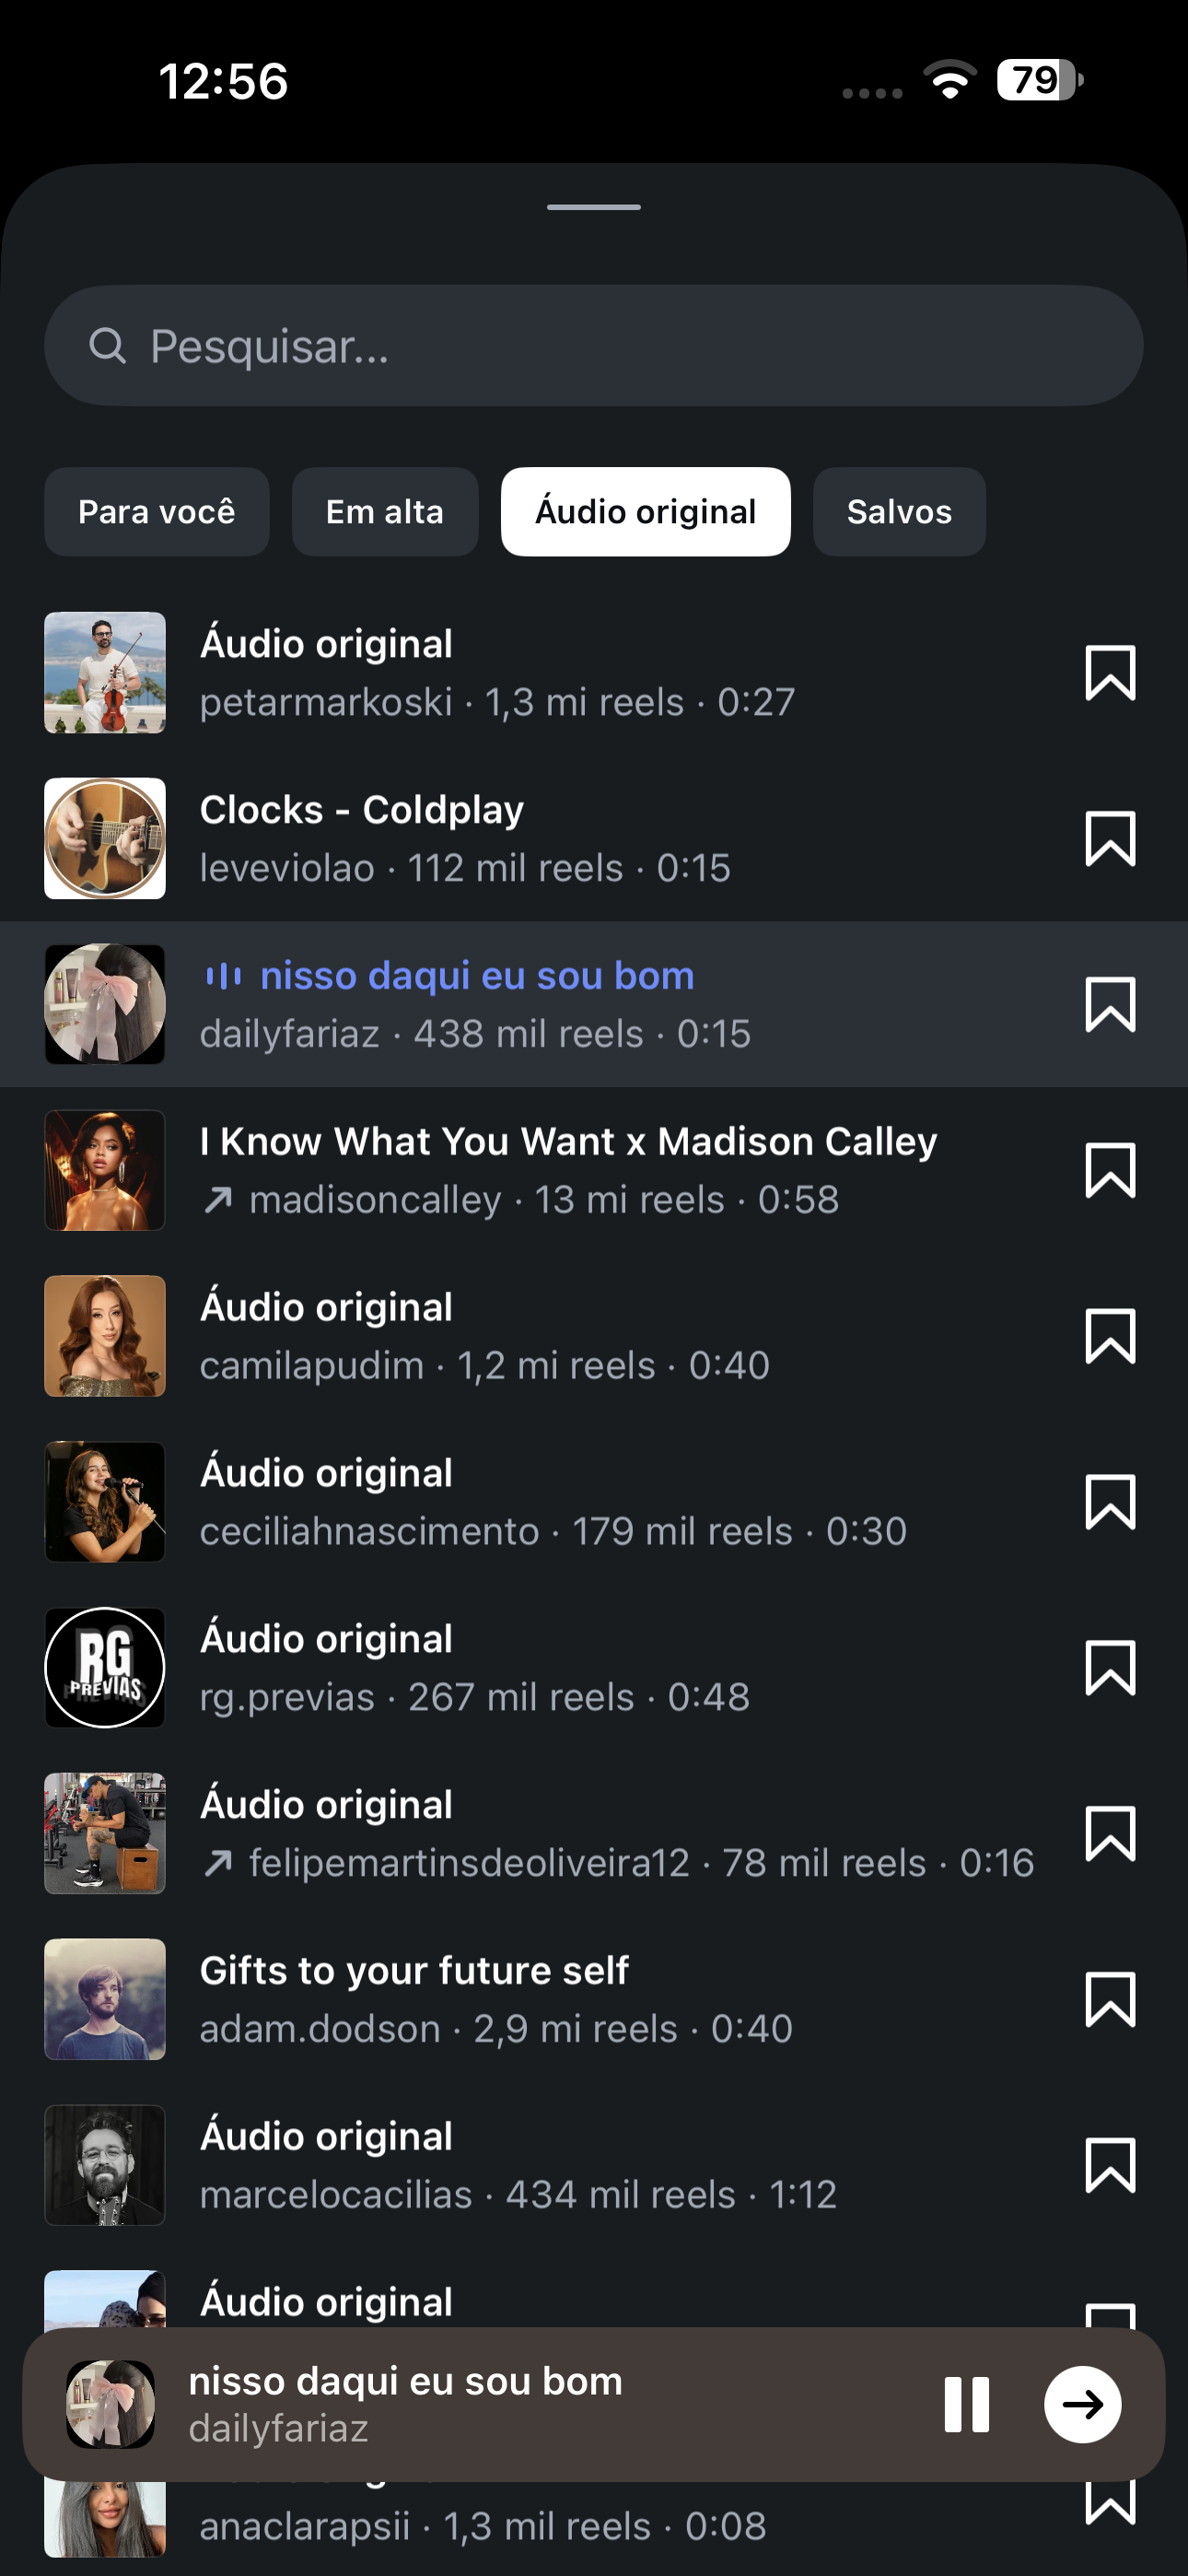 12:56
79
Pesquisar...
Para você
Em alta
Áudio original
Salvos
Áudio original
petarmarkoski · 1,3 mi reels · 0:27
Clocks - Coldplay
leveviolao · 112 mil reels · 0:15
nisso daqui eu sou bom
dailyfariaz · 438 mil reels · 0:15
I Know What You Want x Madison Calley
madisoncalley · 13 mi reels · 0:58
Áudio original
camilapudim · 1,2 mi reels · 0:40
Áudio original
ceciliahnascimento · 179 mil reels · 0:30
RG
PREVIAS
Áudio original
rg.previas · 267 mil reels · 0:48
Áudio original
felipemartinsdeoliveira12 · 78 mil reels · 0:16
Gifts to your future self
adam.dodson · 2,9 mi reels · 0:40
Áudio original
marcelocacilias · 434 mil reels · 1:12
Áudio original
nisso daqui eu sou bom
dailyfariaz
anaclarapsii · 1,3 mil reels · 0:08